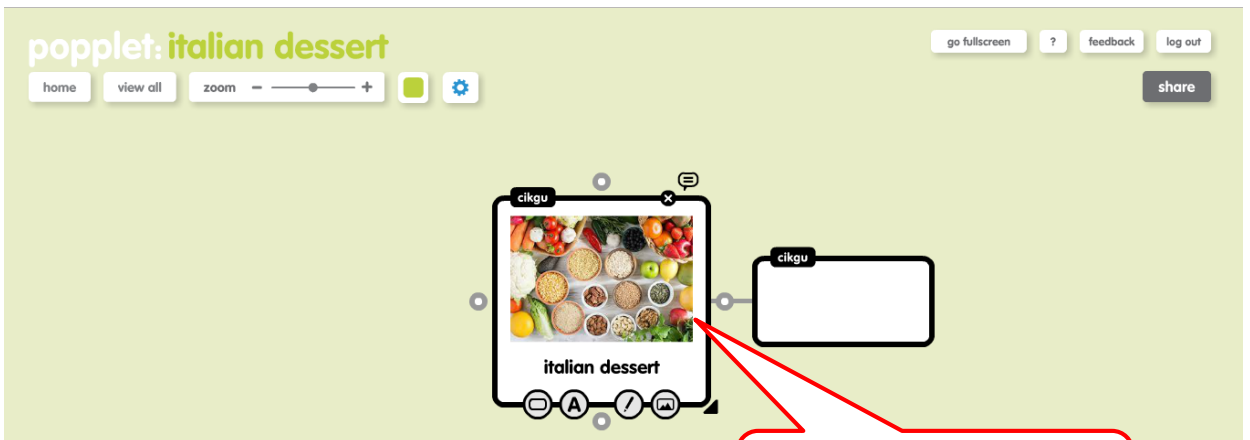 popplet: italian dessert
go fullscreen ? feedback log out
home view all zoom - +
share
cikgu
cikgu
italian dessert
A